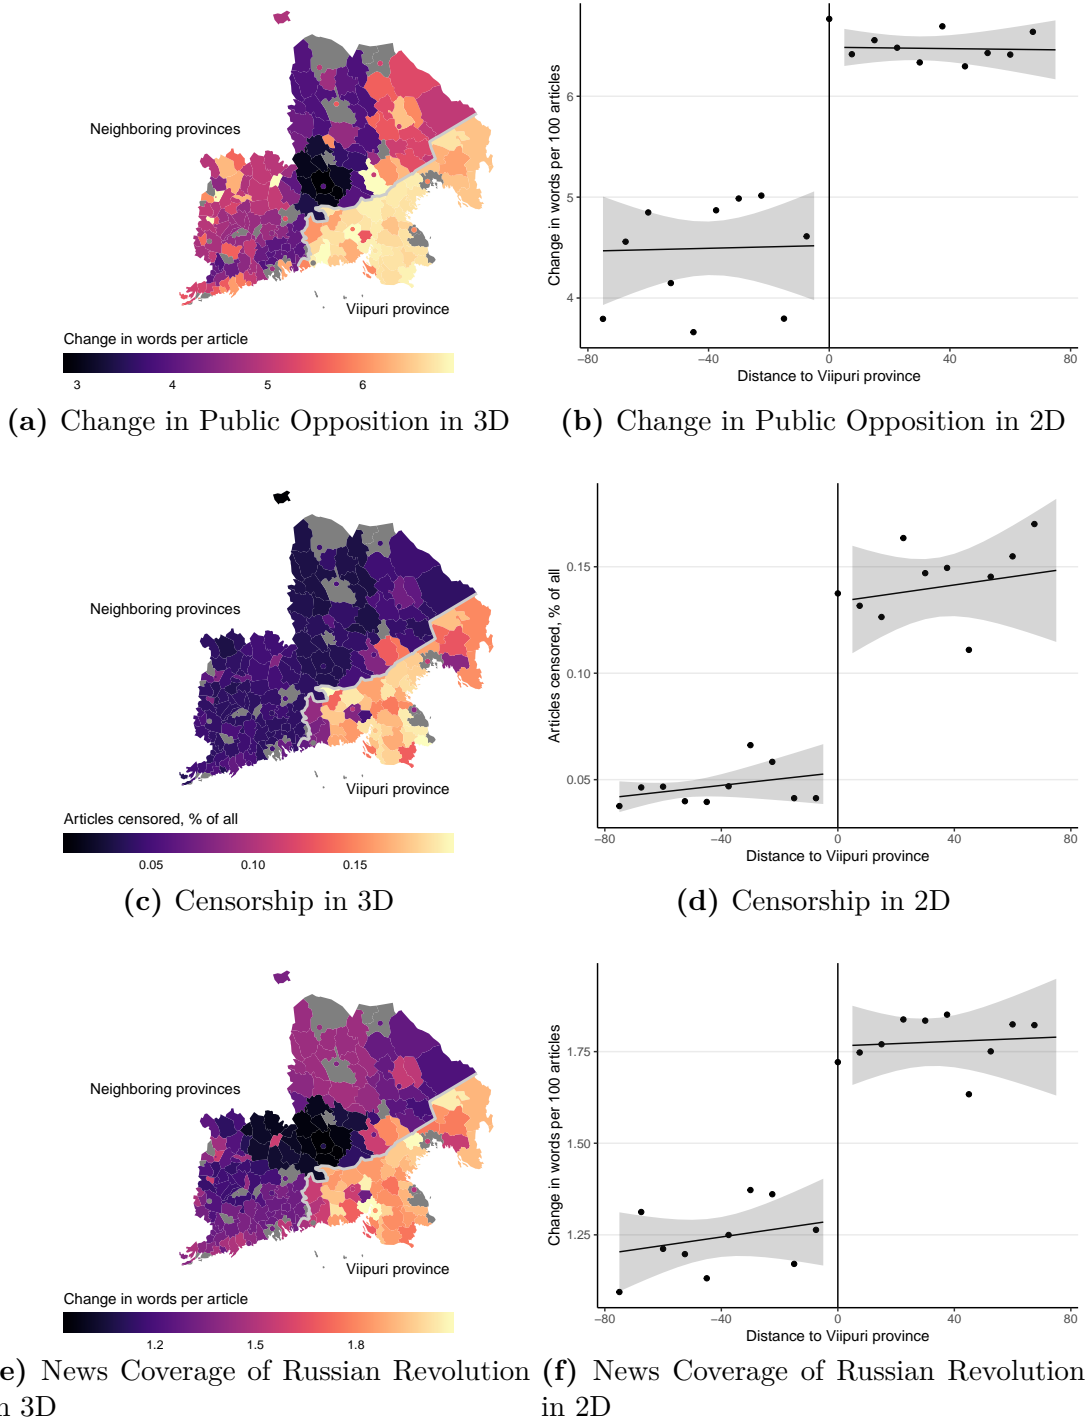 Neighboring provinces
Viipuri province
Change in words per article
3 4 5 6
(a) Change in Public Opposition in 3D
Change in words per 100 articles
6
5
4
−80 −40 0 40 80
Distance to Viipuri province
(b) Change in Public Opposition in 2D
Neighboring provinces
Viipuri province
Articles censored, % of all
0.05 0.10 0.15
(c) Censorship in 3D
Articles censored, % of all
0.15
0.10
0.05
−80 −40 0 40 80
Distance to Viipuri province
(d) Censorship in 2D
Neighboring provinces
Viipuri province
Change in words per article
1.2 1.5 1.8
e) News Coverage of Russian Revolution
n 3D
Change in words per 100 articles
1.75
1.50
1.25
−80 −40 0 40 80
Distance to Viipuri province
(f) News Coverage of Russian Revolution
in 2D